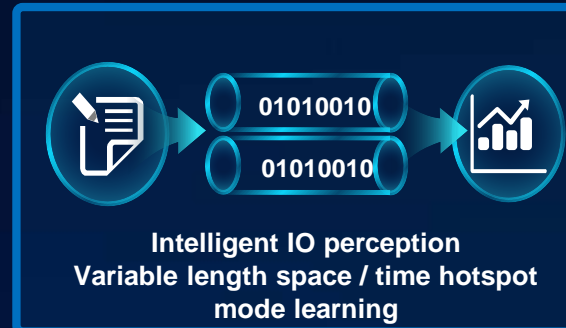 01010010
01010010
Intelligent IO perception
Variable length space / time hotspot
mode learning